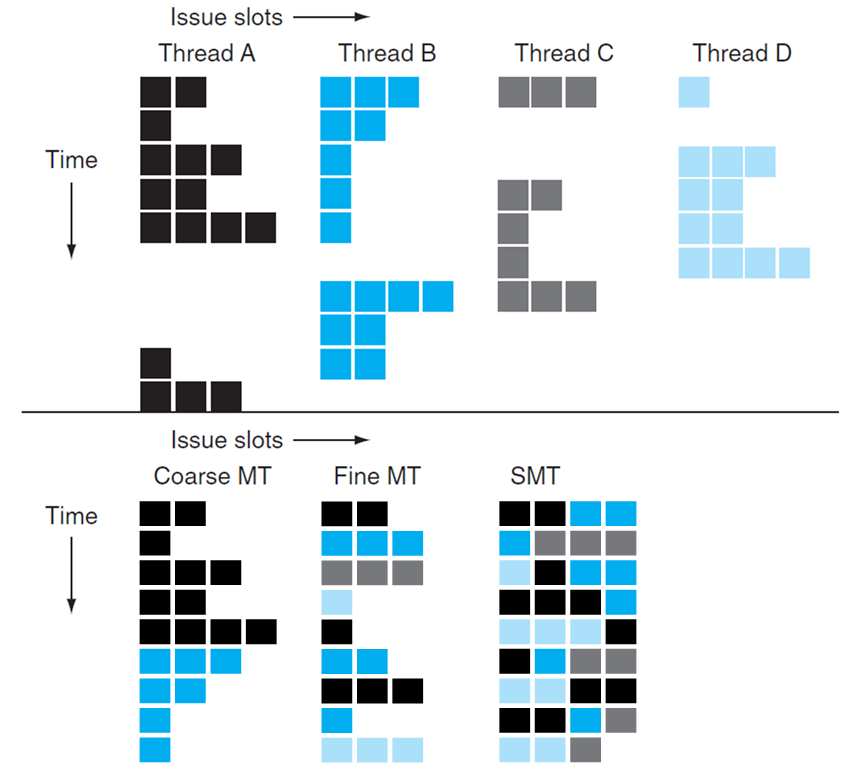 Issue slots
Thread A Thread B Thread C Thread D
Time
Issue slots
Coarse MT Fine MT SMT
Time